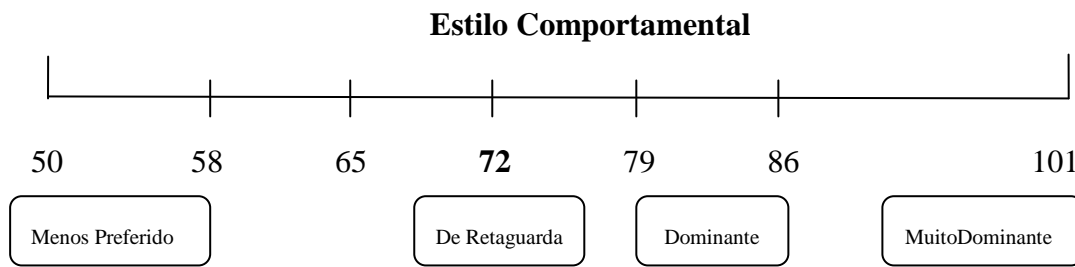 Estilo Comportamental
50 58 65 72 79 86 101
Menos Preferido De Retaguarda Dominante MuitoDominante